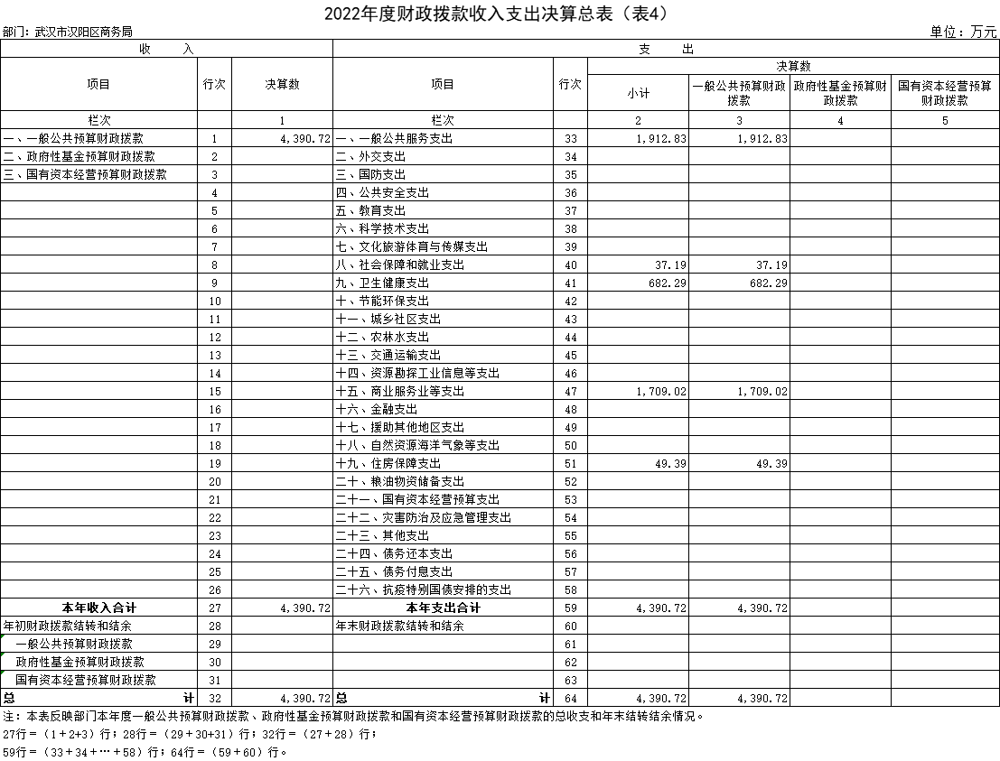 2022年度财政拨款收入支出决算总表（表4）
部门：武汉市汉阳区商务局 单位：万元
收 入 支 出
项目 行次 决算数 项目 行次 决算数
小计 一般公共预算财政拨款 政府性基金预算财政拨款 国有资本经营预算财政拨款
栏次 1 栏次 2 3 4 5
一、一般公共预算财政拨款 1 4,390.72 一、一般公共服务支出 33 1,912.83 1,912.83
二、政府性基金预算财政拨款 2 二、外交支出 34
三、国有资本经营预算财政拨款 3 三、国防支出 35
4 四、公共安全支出 36
5 五、教育支出 37
6 六、科学技术支出 38
7 七、文化旅游体育与传媒支出 39
8 八、社会保障和就业支出 40 37.19 37.19
9 九、卫生健康支出 41 682.29 682.29
10 十、节能环保支出 42
11 十一、城乡社区支出 43
12 十二、农林水支出 44
13 十三、交通运输支出 45
14 十四、资源勘探工业信息等支出 46
15 十五、商业服务业等支出 47 1,709.02 1,709.02
16 十六、金融支出 48
17 十七、援助其他地区支出 49
18 十八、自然资源海洋气象等支出 50
19 十九、住房保障支出 51 49.39 49.39
20 二十、粮油物资储备支出 52
21 二十一、国有资本经营预算支出 53
22 二十二、灾害防治及应急管理支出 54
23 二十三、其他支出 55
24 二十四、债务还本支出 56
25 二十五、债务付息支出 57
26 二十六、抗疫特别国债安排的支出 58
本年收入合计 27 4,390.72 本年支出合计 59 4,390.72 4,390.72
年初财政拨款结转和结余 28 年末财政拨款结转和结余 60
一般公共预算财政拨款 29 61
政府性基金预算财政拨款 30 62
国有资本经营预算财政拨款 31 63
总 计 32 4,390.72 总 计 64 4,390.72 4,390.72
注：本表反映部门本年度一般公共预算财政拨款、政府性基金预算财政拨款和国有资本经营预算财政拨款的总收支和年末结转结余情况。
27行＝（1＋2+3）行；28行＝（29＋30+31）行；32行＝（27＋28）行；
59行＝（33＋34＋…＋58）行；64行＝（59＋60）行。